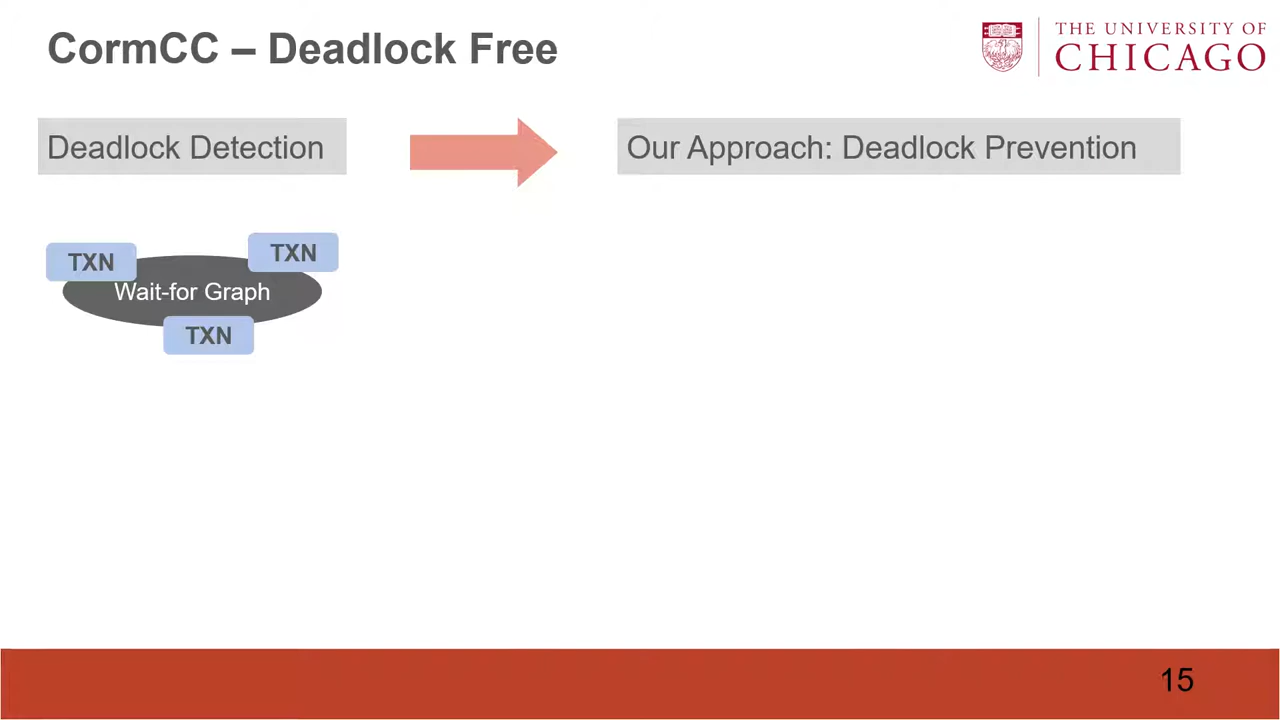 CormCC – Deadlock Free
THE UNIVERSITY OF
CHICAGO
Deadlock Detection
Our Approach: Deadlock Prevention
TXN
TXN
Wait-for Graph
TXN
15